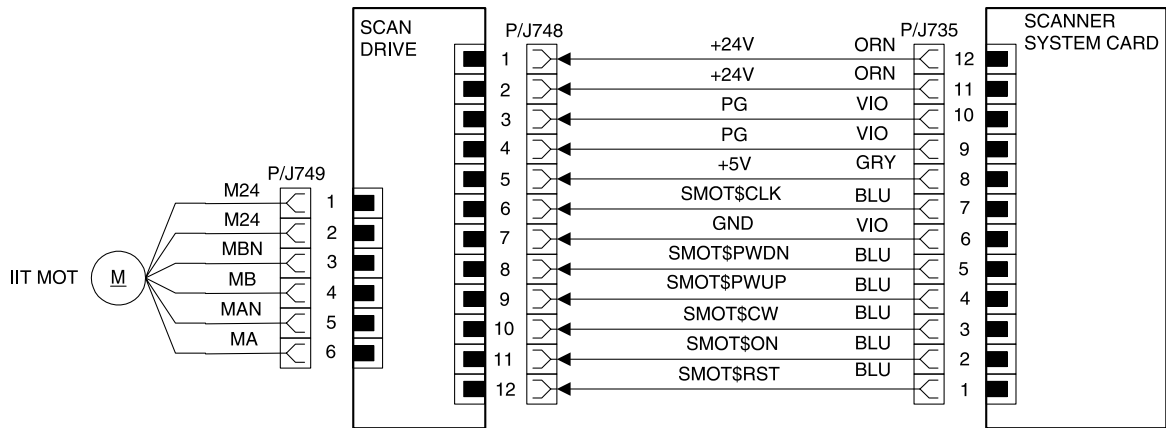 SCAN
DRIVE
P/J748
P/J735
SCANNER
SYSTEM CARD
1 +24V ORN 12
2 +24V ORN 11
3 PG VIO 10
4 PG VIO 9
5 +5V GRY 8
6 SMOT$CLK BLU 7
7 GND VIO 6
8 SMOT$PWDN BLU 5
9 SMOT$PWUP BLU 4
10 SMOT$CW BLU 3
11 SMOT$ON BLU 2
12 SMOT$RST BLU 1
P/J749
M24 1
M24 2
MBN 3
MB 4
MAN 5
MA 6
IIT MOT M